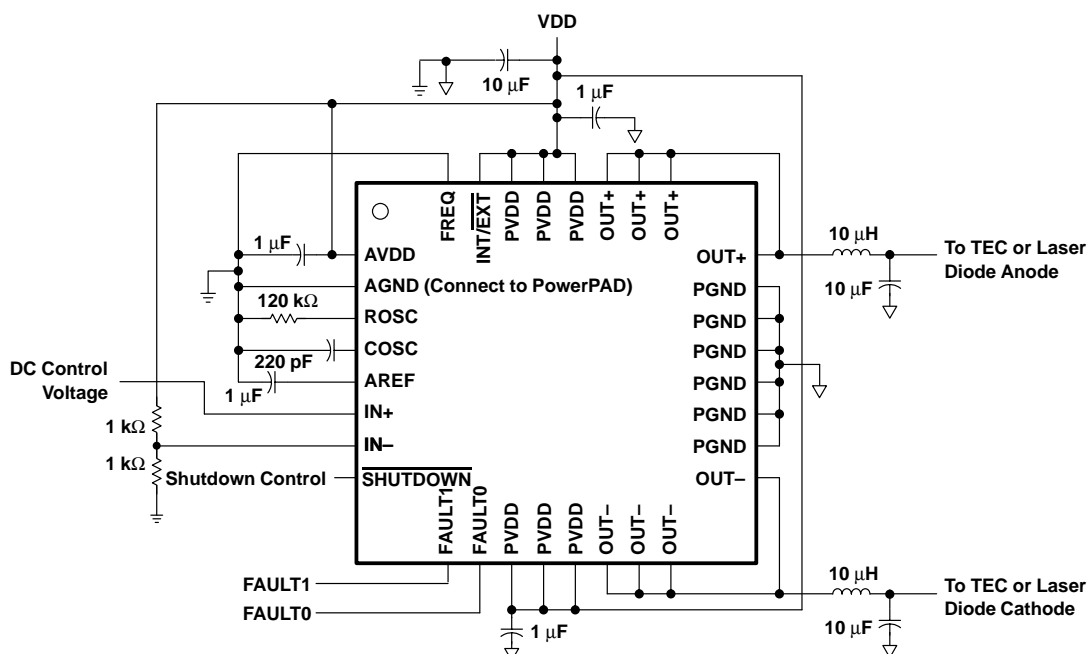 VDD
10 μF
1 μF
FREQ
INT/EXT
PVDD
PVDD
PVDD
OUT+
OUT+
OUT+
1 μF
AVDD
AGND (Connect to PowerPAD)
120 kΩ
ROSC
COSC
220 pF
AREF
1 μF
DC Control
Voltage
IN+
1 kΩ
IN–
1 kΩ
Shutdown Control
SHUTDOWN
OUT+
PGND
PGND
PGND
PGND
PGND
PGND
OUT–
10 μH
To TEC or Laser
Diode Anode
10 μF
FAULT1
FAULT0
PVDD
PVDD
PVDD
OUT–
OUT–
OUT–
FAULT1
FAULT0
1 μF
10 μH
To TEC or Laser
Diode Cathode
10 μF